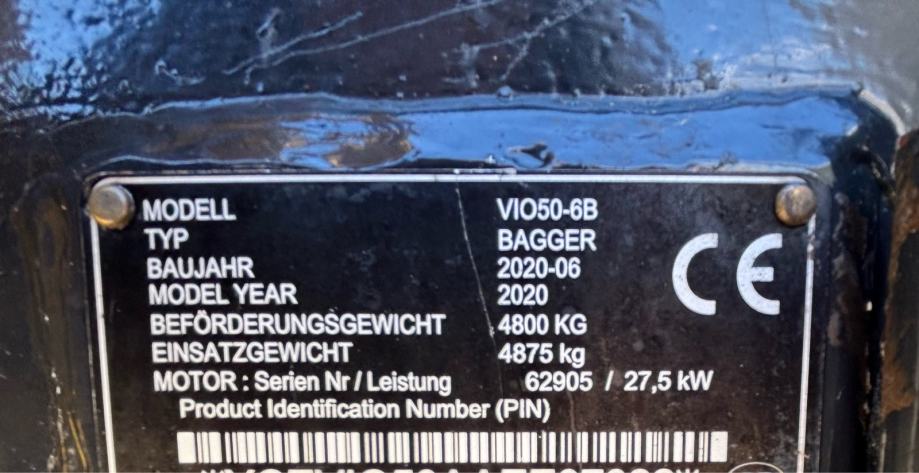 MODELL VIO50-6B
TYP BAGGER
BAUJAHR 2020-06
MODEL YEAR 2020
BEFÖRDERUNGSGEWICHT 4800 KG
EINSATZGEWICHT 4875 kg
CE
MOTOR : Serien Nr / Leistung 62905 / 27,5 kW
Product Identification Number (PIN)